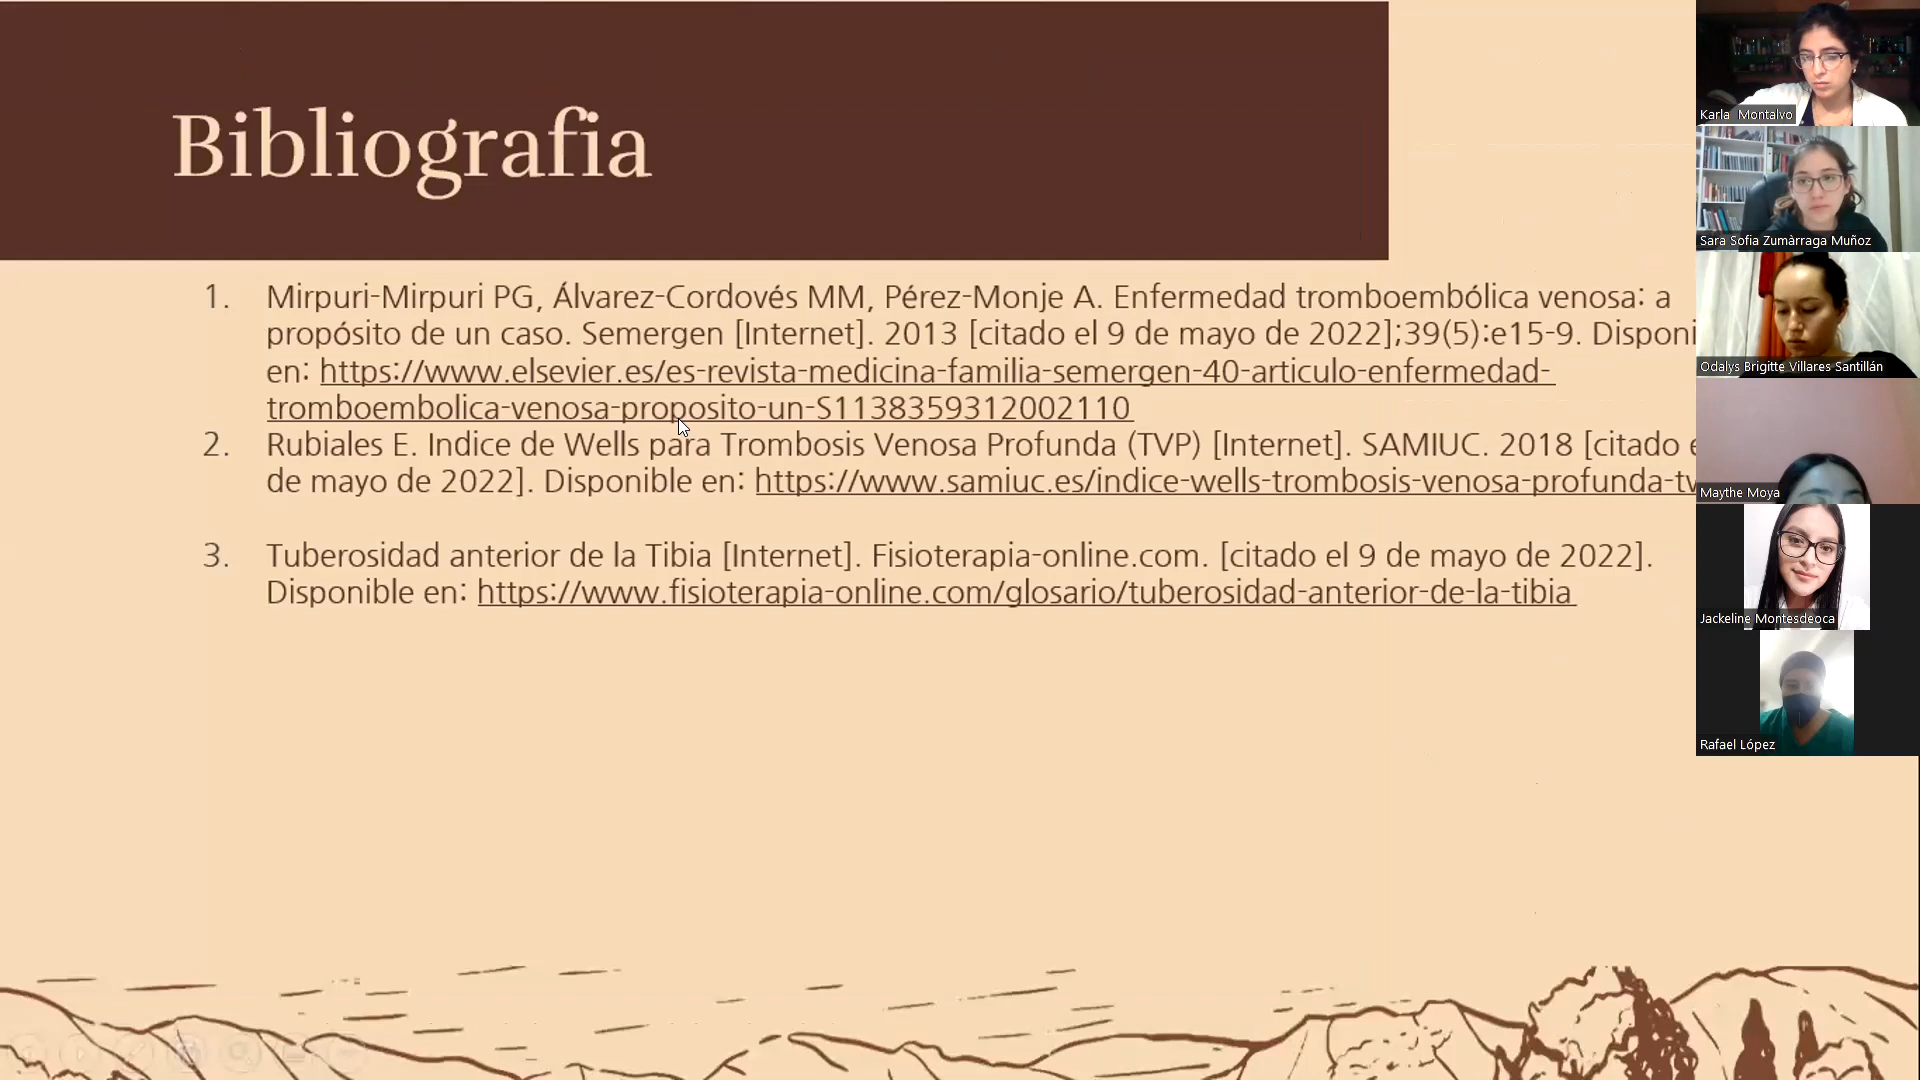 Bibliografia
1. Mirpuri-Mirpuri PG, Álvarez-Cordovés MM, Pérez-Monje A. Enfermedad tromboembólica venosa: a
propósito de un caso. Semergen [Internet]. 2013 [citado el 9 de mayo de 2022];39(5):e15-9. Disponi
en: https://www.elsevier.es/es-revista-medicina-familia-semergen-40-articulo-enfermedad-
tromboembolica-venosa-proposito-un-S1138359312002110
2. Rubiales E. Indice de Wells para Trombosis Venosa Profunda (TVP) [Internet]. SAMIUC. 2018 [citado e
de mayo de 2022]. Disponible en: https://www.samiuc.es/indice-wells-trombosis-venosa-profunda-tv
3. Tuberosidad anterior de la Tibia [Internet]. Fisioterapia-online.com. [citado el 9 de mayo de 2022].
Disponible en: https://www.fisioterapia-online.com/glosario/tuberosidad-anterior-de-la-tibia
Karla Montalvo
Sara Sofia Zumàrraga Muñoz
Odalys Brigitte Villares Santillán
Maythe Moya
Jackeline Montesdeoca
Rafael López